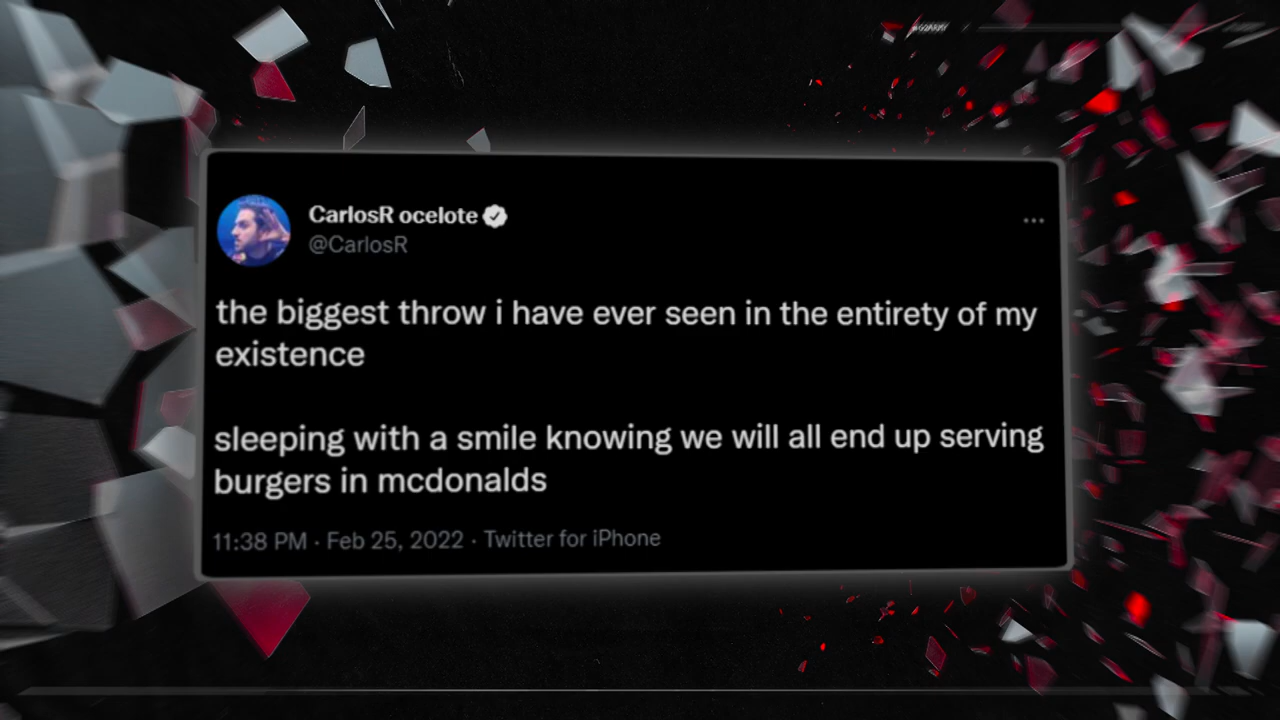 CarlosR ocelote
@CarlosR
the biggest throw i have ever seen in the entirety of my
existence
sleeping with a smile knowing we will all end up serving
burgers in mcdonalds
11:38 PM · Feb 25, 2022 · Twitter for iPhone